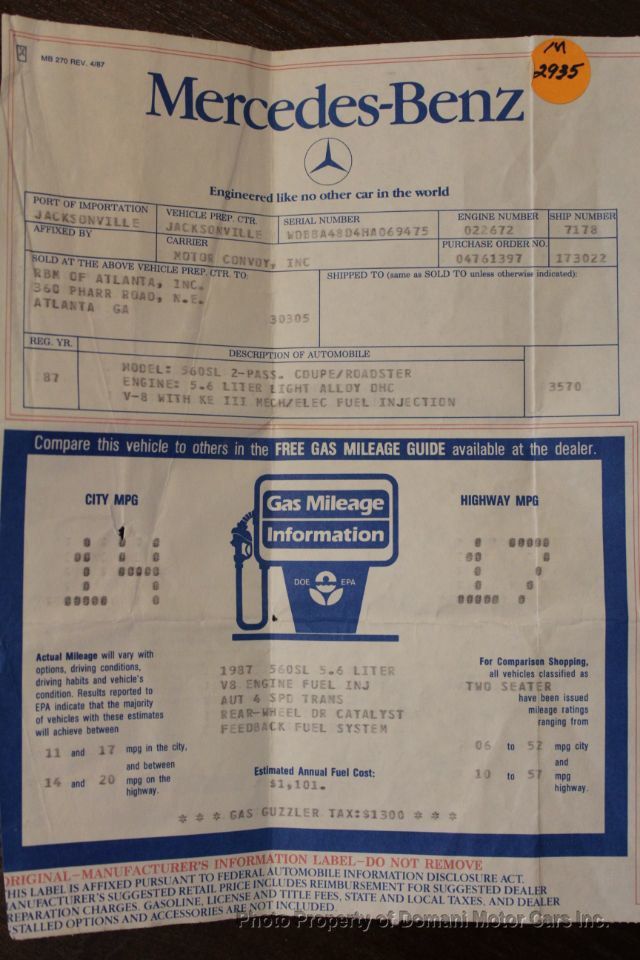 MB 270 REV. 4/87
M
2935
Mercedes-Benz
Engineered like no other car in the world
PORT OF IMPORTATION VEHICLE PREP. CTR. SERIAL NUMBER ENGINE NUMBER SHIP NUMBER
JACKSONVILLE JACKSONVILLE WDBBA48D4HA069475 022672 7178
AFFIXED BY CARRIER PURCHASE ORDER NO.
MOTOR CONVOY, INC 04761397 173022
SOLD AT THE ABOVE VEHICLE PREP. CTR. TO: SHIPPED TO (same as SOLD TO unless otherwise indicated):
RBM OF ATLANTA, INC.
360 PHARR ROAD, N.E.
ATLANTA GA
30305
REG. YR. DESCRIPTION OF AUTOMOBILE
87 MODEL: 560SL 2-PASS. COUPE/ROADSTER 3570
ENGINE: 5.6 LITER LIGHT ALLOY OHC
V-8 WITH KE III MECH/ELEC FUEL INJECTION
Compare this vehicle to others in the FREE GAS MILEAGE GUIDE available at the dealer.
CITY MPG Gas Mileage HIGHWAY MPG
Information
14 17
DOE EPA
Actual Mileage will vary with
options, driving conditions,
driving habits and vehicle's
condition. Results reported to
EPA indicate that the majority
of vehicles with these estimates
will achieve between
11 and 17 mpg in the city,
and between
14 and 20 mpg on the
highway.
1987 560SL 5.6 LITER
V8 ENGINE FUEL INJ
AUT 4 SPD TRANS
REAR-WHEEL DR CATALYST
FEEDBACK FUEL SYSTEM
Estimated Annual Fuel Cost:
$1,101.
For Comparison Shopping,
all vehicles classified as
TWO SEATER
have been issued
mileage ratings
ranging from
06 to 52 mpg city
and
10 to 57 mpg
highway.
* * * GAS GUZZLER TAX:$1300 * * *
ORIGINAL—MANUFACTURER'S INFORMATION LABEL—DO NOT REMOVE
THIS LABEL IS AFFIXED PURSUANT TO FEDERAL AUTOMOBILE INFORMATION DISCLOSURE ACT.
MANUFACTURER'S SUGGESTED RETAIL PRICE INCLUDES REIMBURSEMENT FOR SUGGESTED DEALER
PREPARATION CHARGES. GASOLINE, LICENSE AND TITLE FEES, STATE AND LOCAL TAXES, AND DEALER
INSTALLED OPTIONS AND ACCESSORIES ARE NOT INCLUDED
Photo Property of Domani Motor Cars Inc.